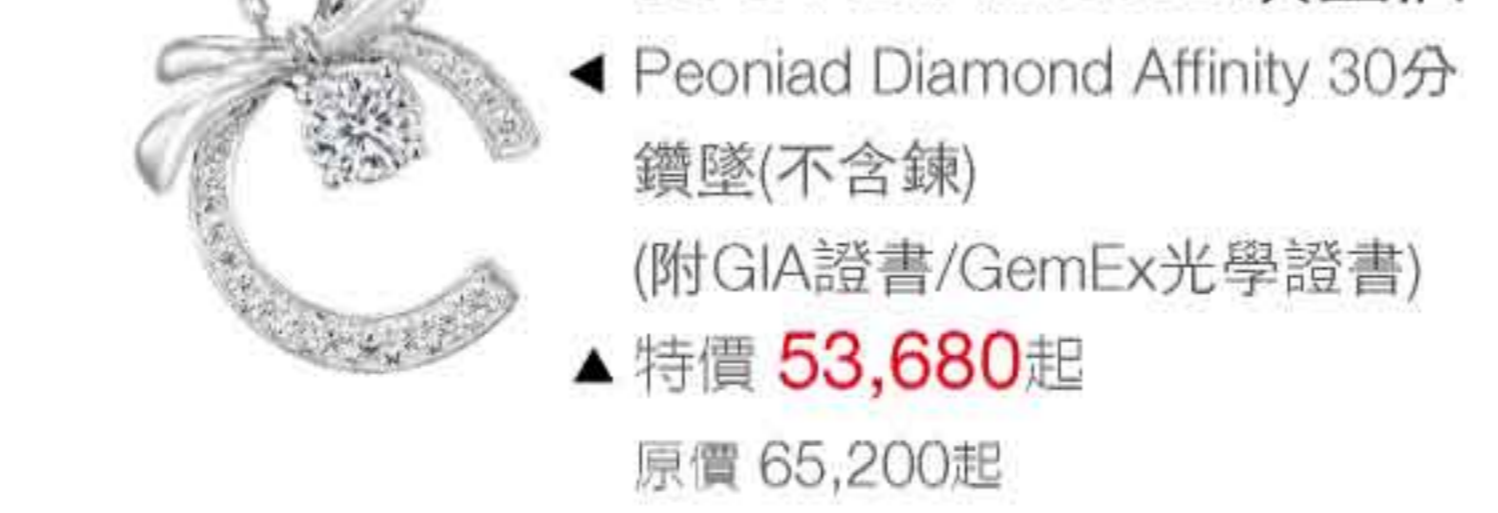 ◀ Peoniad Diamond Affinity 30分
鑽墜(不含鍊)
(附GIA證書/GemEx光學證書)
▲ 特價 53,680起
原價 65,200起